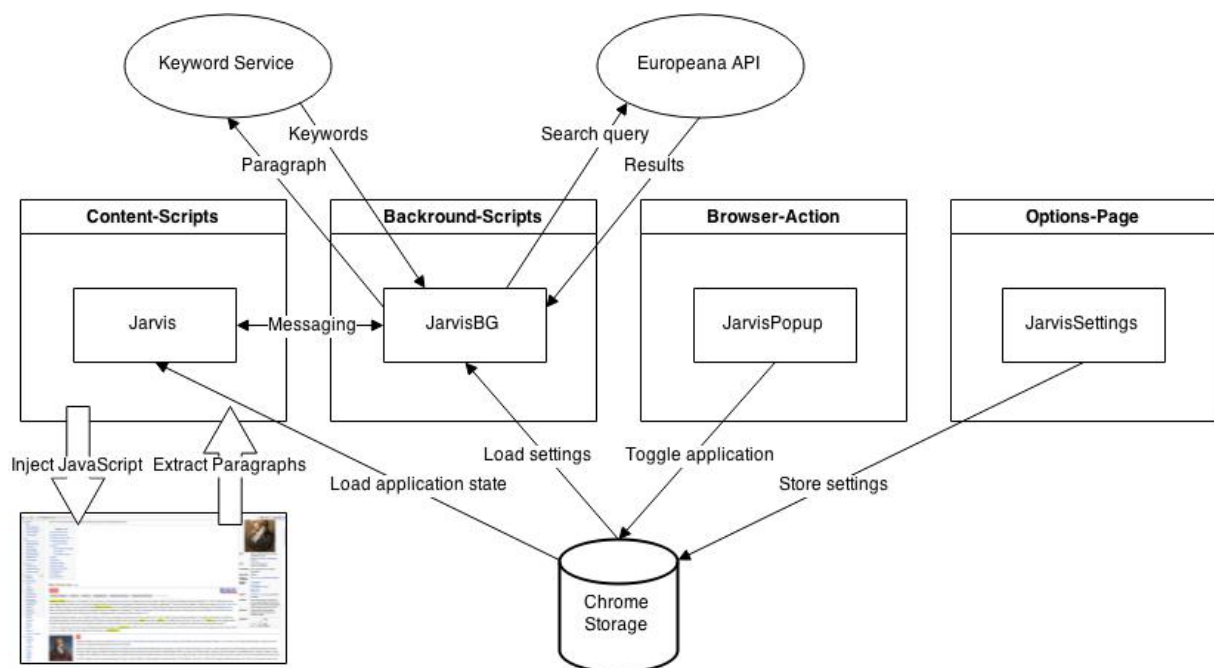 Keyword Service
Europeana API
Keywords
Search query
Paragraph
Results
Content-Scripts
Backround-Scripts
Browser-Action
Options-Page
Jarvis
Messaging
JarvisBG
JarvisPopup
JarvisSettings
Inject JavaScript
Extract Paragraphs
Load settings
Toggle application
Load application state
Store settings
Chrome
Storage